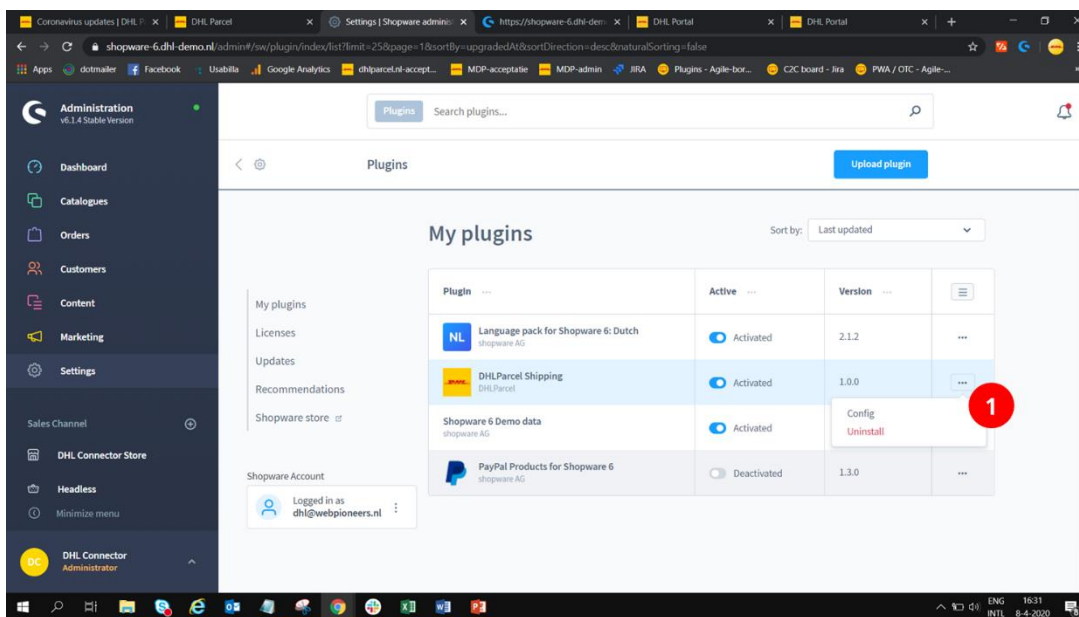 Coronavirus updates | DHL P
DHL Parcel
Settings | Shopware adminis
https://shopware-6.dhl-dem
DHL Portal
DHL Portal
shopware-6.dhl-demo.nl/admin#/sw/plugin/index/list?limit=25&page=1&sortBy=upgradedAt&sortDirection=desc&naturalSorting=false
Apps
dotmailer
Facebook
Usabilla
Google Analytics
dhlparcel.nl-accept...
MDP-acceptatie
MDP-admin
JIRA
Plugins - Agile-bor...
C2C board - Jira
PWA / OTC - Agile-...
Administration
v6.1.4 Stable Version
Plugins
Search plugins...
Dashboard
Plugins
Upload plugin
Catalogues
Orders
My plugins
Sort by:
Last updated
Customers
Content
Marketing
Settings
My plugins
Licenses
Updates
Recommendations
Shopware store
Plugin
Active
Version
NL
Language pack for Shopware 6: Dutch
shopware AG
Activated
2.1.2
DHLParcel Shipping
DHLParcel
Activated
1.0.0
1
Config
Uninstall
Shopware 6 Demo data
shopware AG
Activated
PayPal Products for Shopware 6
shopware AG
Deactivated
1.3.0
Sales Channel
DHL Connector Store
Headless
Minimize menu
Shopware Account
Logged in as
dhl@webpioneers.nl
DC
DHL Connector
Administrator
ENG
INTL
16:31
8-4-2020